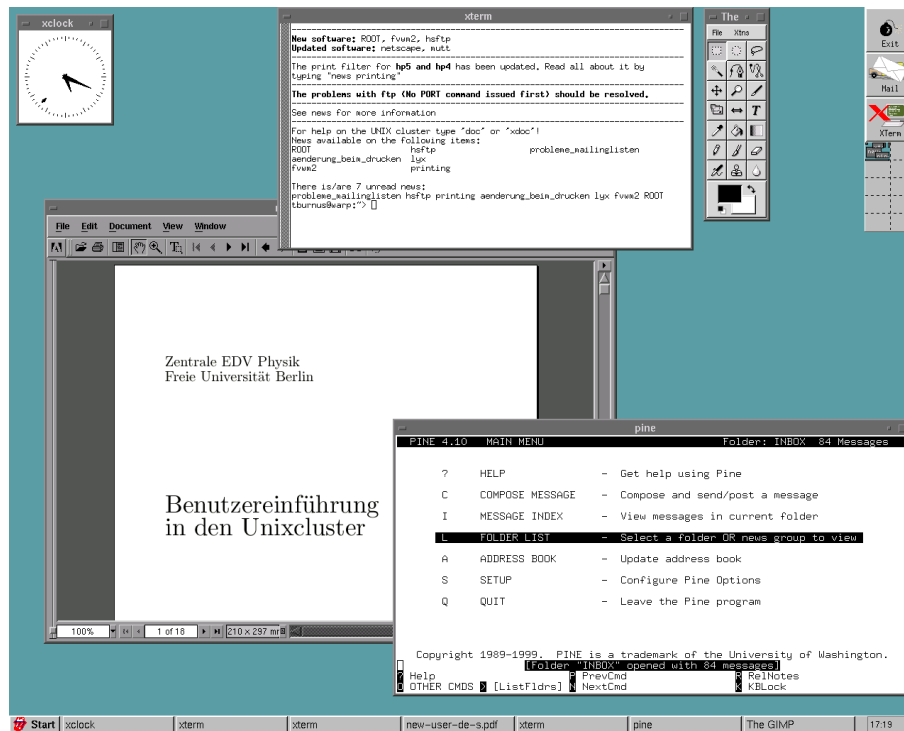 xclock
xterm
New software: ROOT, fvwm2, hsftp
Updated software: netscape, mutt
The print filter for hp5 and hp4 has been updated. Read all about it by
typing "news printing"
The problems with ftp (No PORT command issued first) should be resolved.
See news for more information
For help on the UNIX cluster type 'doc' or 'xdoc'!
News available on the following items:
ROOT hsftp probleme_mailinglisten
aenderung_beim_drucken lyx
fvwm2 printing
There is/are 7 unread news:
probleme_mailinglisten hsftp printing aenderung_beim_drucken lyx fvwm2 ROOT
tburnus@warp:~>
The
File Xtns
Exit
Mail
XTerm
File Edit Document View Window
Zentrale EDV Physik
Freie Universität Berlin
Benutzereinführung
in den Unixcluster
100% 1 of 18 210 × 297 mm
pine
PINE 4.10 MAIN MENU Folder: INBOX 84 Messages
? HELP - Get help using Pine
C COMPOSE MESSAGE - Compose and send/post a message
I MESSAGE INDEX - View messages in current folder
L FOLDER LIST - Select a folder OR news group to view
A ADDRESS BOOK - Update address book
S SETUP - Configure Pine Options
Q QUIT - Leave the Pine program
Copyright 1989-1999. PINE is a trademark of the University of Washington.
[Folder "INBOX" opened with 84 messages]
? Help P PrevCmd R RelNotes
O OTHER CMDS > [ListFldrs] N NextCmd K KBLock
Start xclock xterm xterm new-user-de-s.pdf xterm pine The GIMP 17:19